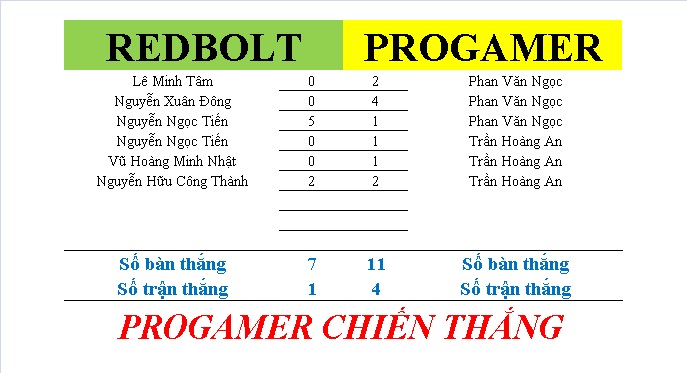 REDBOLT PROGAMER
Lê Minh Tâm 0 2 Phan Văn Ngọc
Nguyễn Xuân Đông 0 4 Phan Văn Ngọc
Nguyễn Ngọc Tiến 5 1 Phan Văn Ngọc
Nguyễn Ngọc Tiến 0 1 Trần Hoàng An
Vũ Hoàng Minh Nhật 0 1 Trần Hoàng An
Nguyễn Hữu Công Thành 2 2 Trần Hoàng An
Số bàn thắng 7 11 Số bàn thắng
Số trận thắng 1 4 Số trận thắng
PROGAMER CHIẾN THẮNG